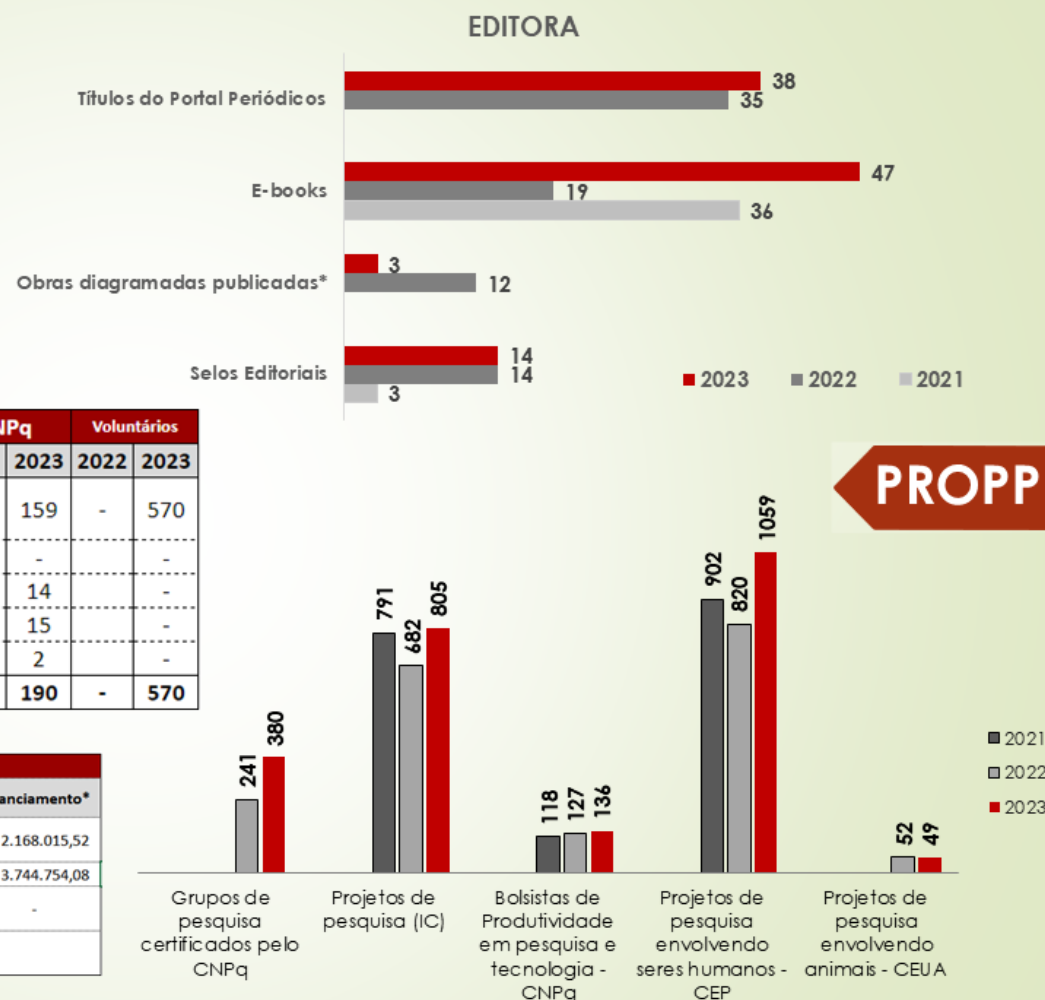 EDITORA
Títulos do Portal Periódicos
38
35
E-books
47
19
36
Obras diagramadas publicadas*
3
12
Selos Editoriais
14
14
3
2023 2022 2021
NPq Voluntários
2023 2022 2023
159 - 570
- -
14 -
15 -
2 -
190 - 570
PROPP
anciamento*
2.168.015,52
3.744.754,08
-
241 380
791 682 805
118 127 136
902 820 1059
52 49
2021
2022
2023
Grupos de
pesquisa
certificados pelo
CNPq
Projetos de
pesquisa (IC)
Bolsistas de
Produtividade
em pesquisa e
tecnologia -
CNPq
Projetos de
pesquisa
envolvendo
seres humanos -
CEP
Projetos de
pesquisa
envolvendo
animais - CEUA